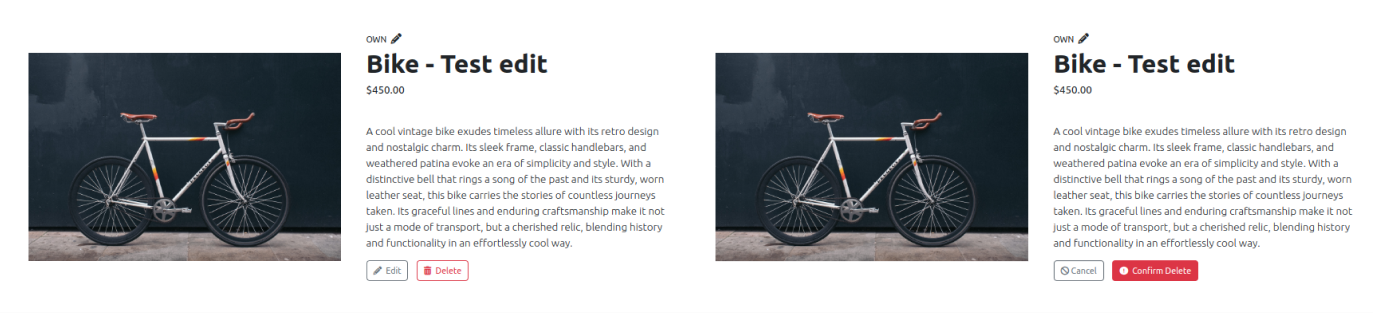 OWN
Bike - Test edit
$450.00
A cool vintage bike exudes timeless allure with its retro design
and nostalgic charm. Its sleek frame, classic handlebars, and
weathered patina evoke an era of simplicity and style. With a
distinctive bell that rings a song of the past and its sturdy, worn
leather seat, this bike carries the stories of countless journeys
taken. Its graceful lines and enduring craftsmanship make it not
just a mode of transport, but a cherished relic, blending history
and functionality in an effortlessly cool way.
Edit Delete
OWN
Bike - Test edit
$450.00
A cool vintage bike exudes timeless allure with its retro design
and nostalgic charm. Its sleek frame, classic handlebars, and
weathered patina evoke an era of simplicity and style. With a
distinctive bell that rings a song of the past and its sturdy, worn
leather seat, this bike carries the stories of countless journeys
taken. Its graceful lines and enduring craftsmanship make it not
just a mode of transport, but a cherished relic, blending history
and functionality in an effortlessly cool way.
Cancel Confirm Delete